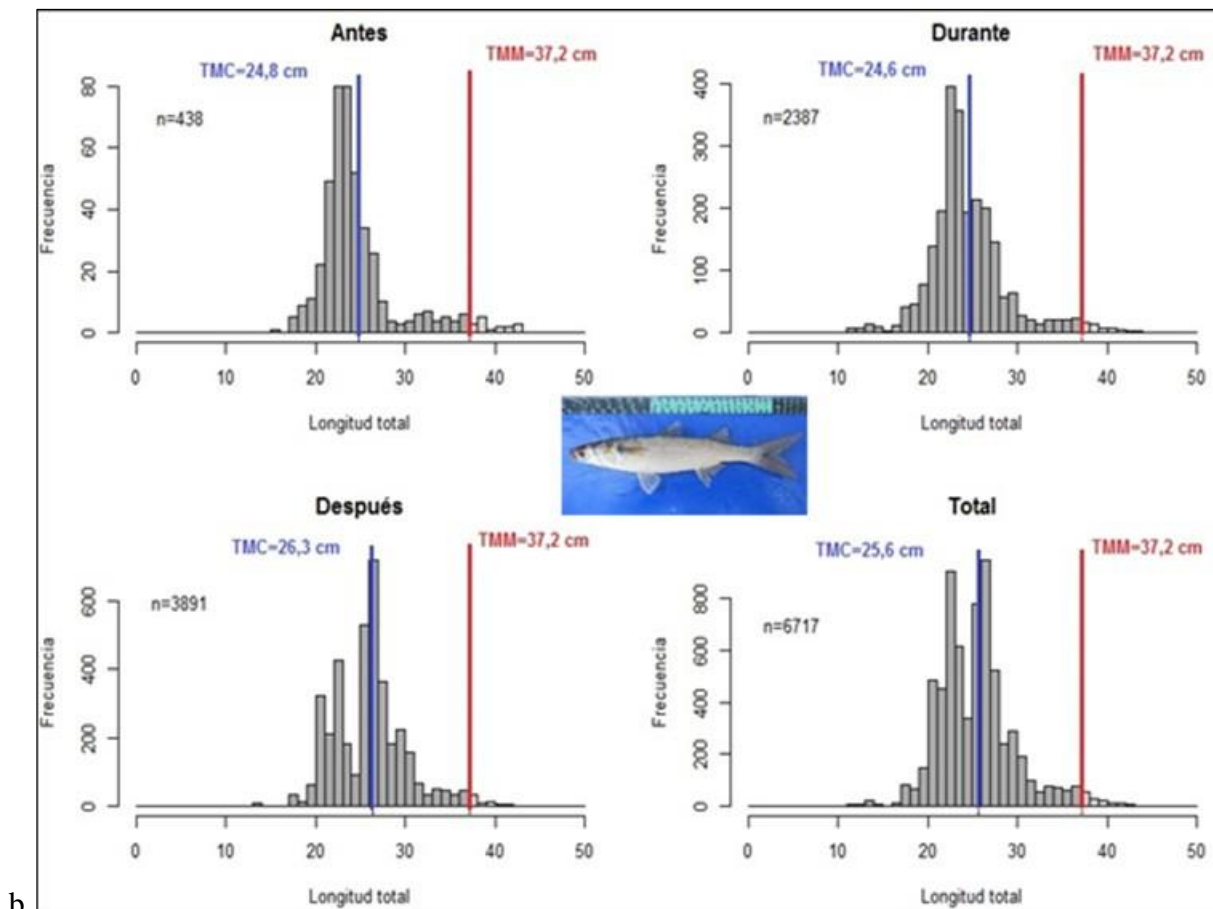 Antes
TMC=24,8 cm
TMM=37,2 cm
n=438
Frecuencia
0
20
40
60
80
0
10
20
30
40
50
Longitud total
Durante
TMC=24,6 cm
TMM=37,2 cm
n=2387
Frecuencia
0
100
200
300
400
0
10
20
30
40
50
Longitud total
Después
TMC=26,3 cm
TMM=37,2 cm
n=3891
Frecuencia
0
200
400
600
0
10
20
30
40
50
Longitud total
Total
TMC=25,6 cm
TMM=37,2 cm
n=6717
Frecuencia
0
200
400
600
800
0
10
20
30
40
50
Longitud total
b